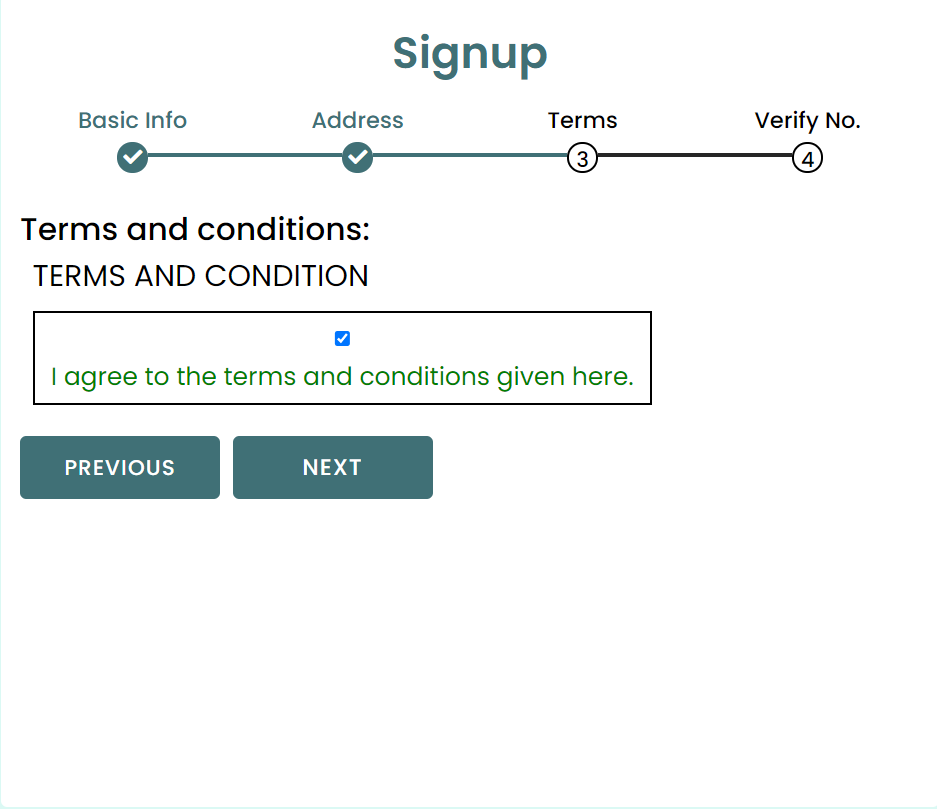 Signup
Basic Info Address Terms Verify No.
3 4
Terms and conditions:
TERMS AND CONDITION
I agree to the terms and conditions given here.
PREVIOUS NEXT